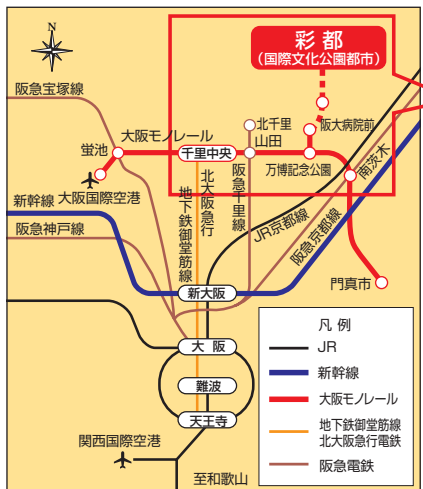 彩都
(国際文化公園都市)
阪急宝塚線
大阪モノレール
北千里
阪大病院前
蛍池
千里中央
山田
万博記念公園
南茨木
大阪国際空港
新幹線
阪急神戸線
地下鉄御堂筋線
北大阪急行
阪急千里線
JR京都線
阪急京都線
門真市
新大阪
大阪
難波
天王寺
関西国際空港
至和歌山
凡例
JR
新幹線
大阪モノレール
地下鉄御堂筋線
北大阪急行電鉄
阪急電鉄